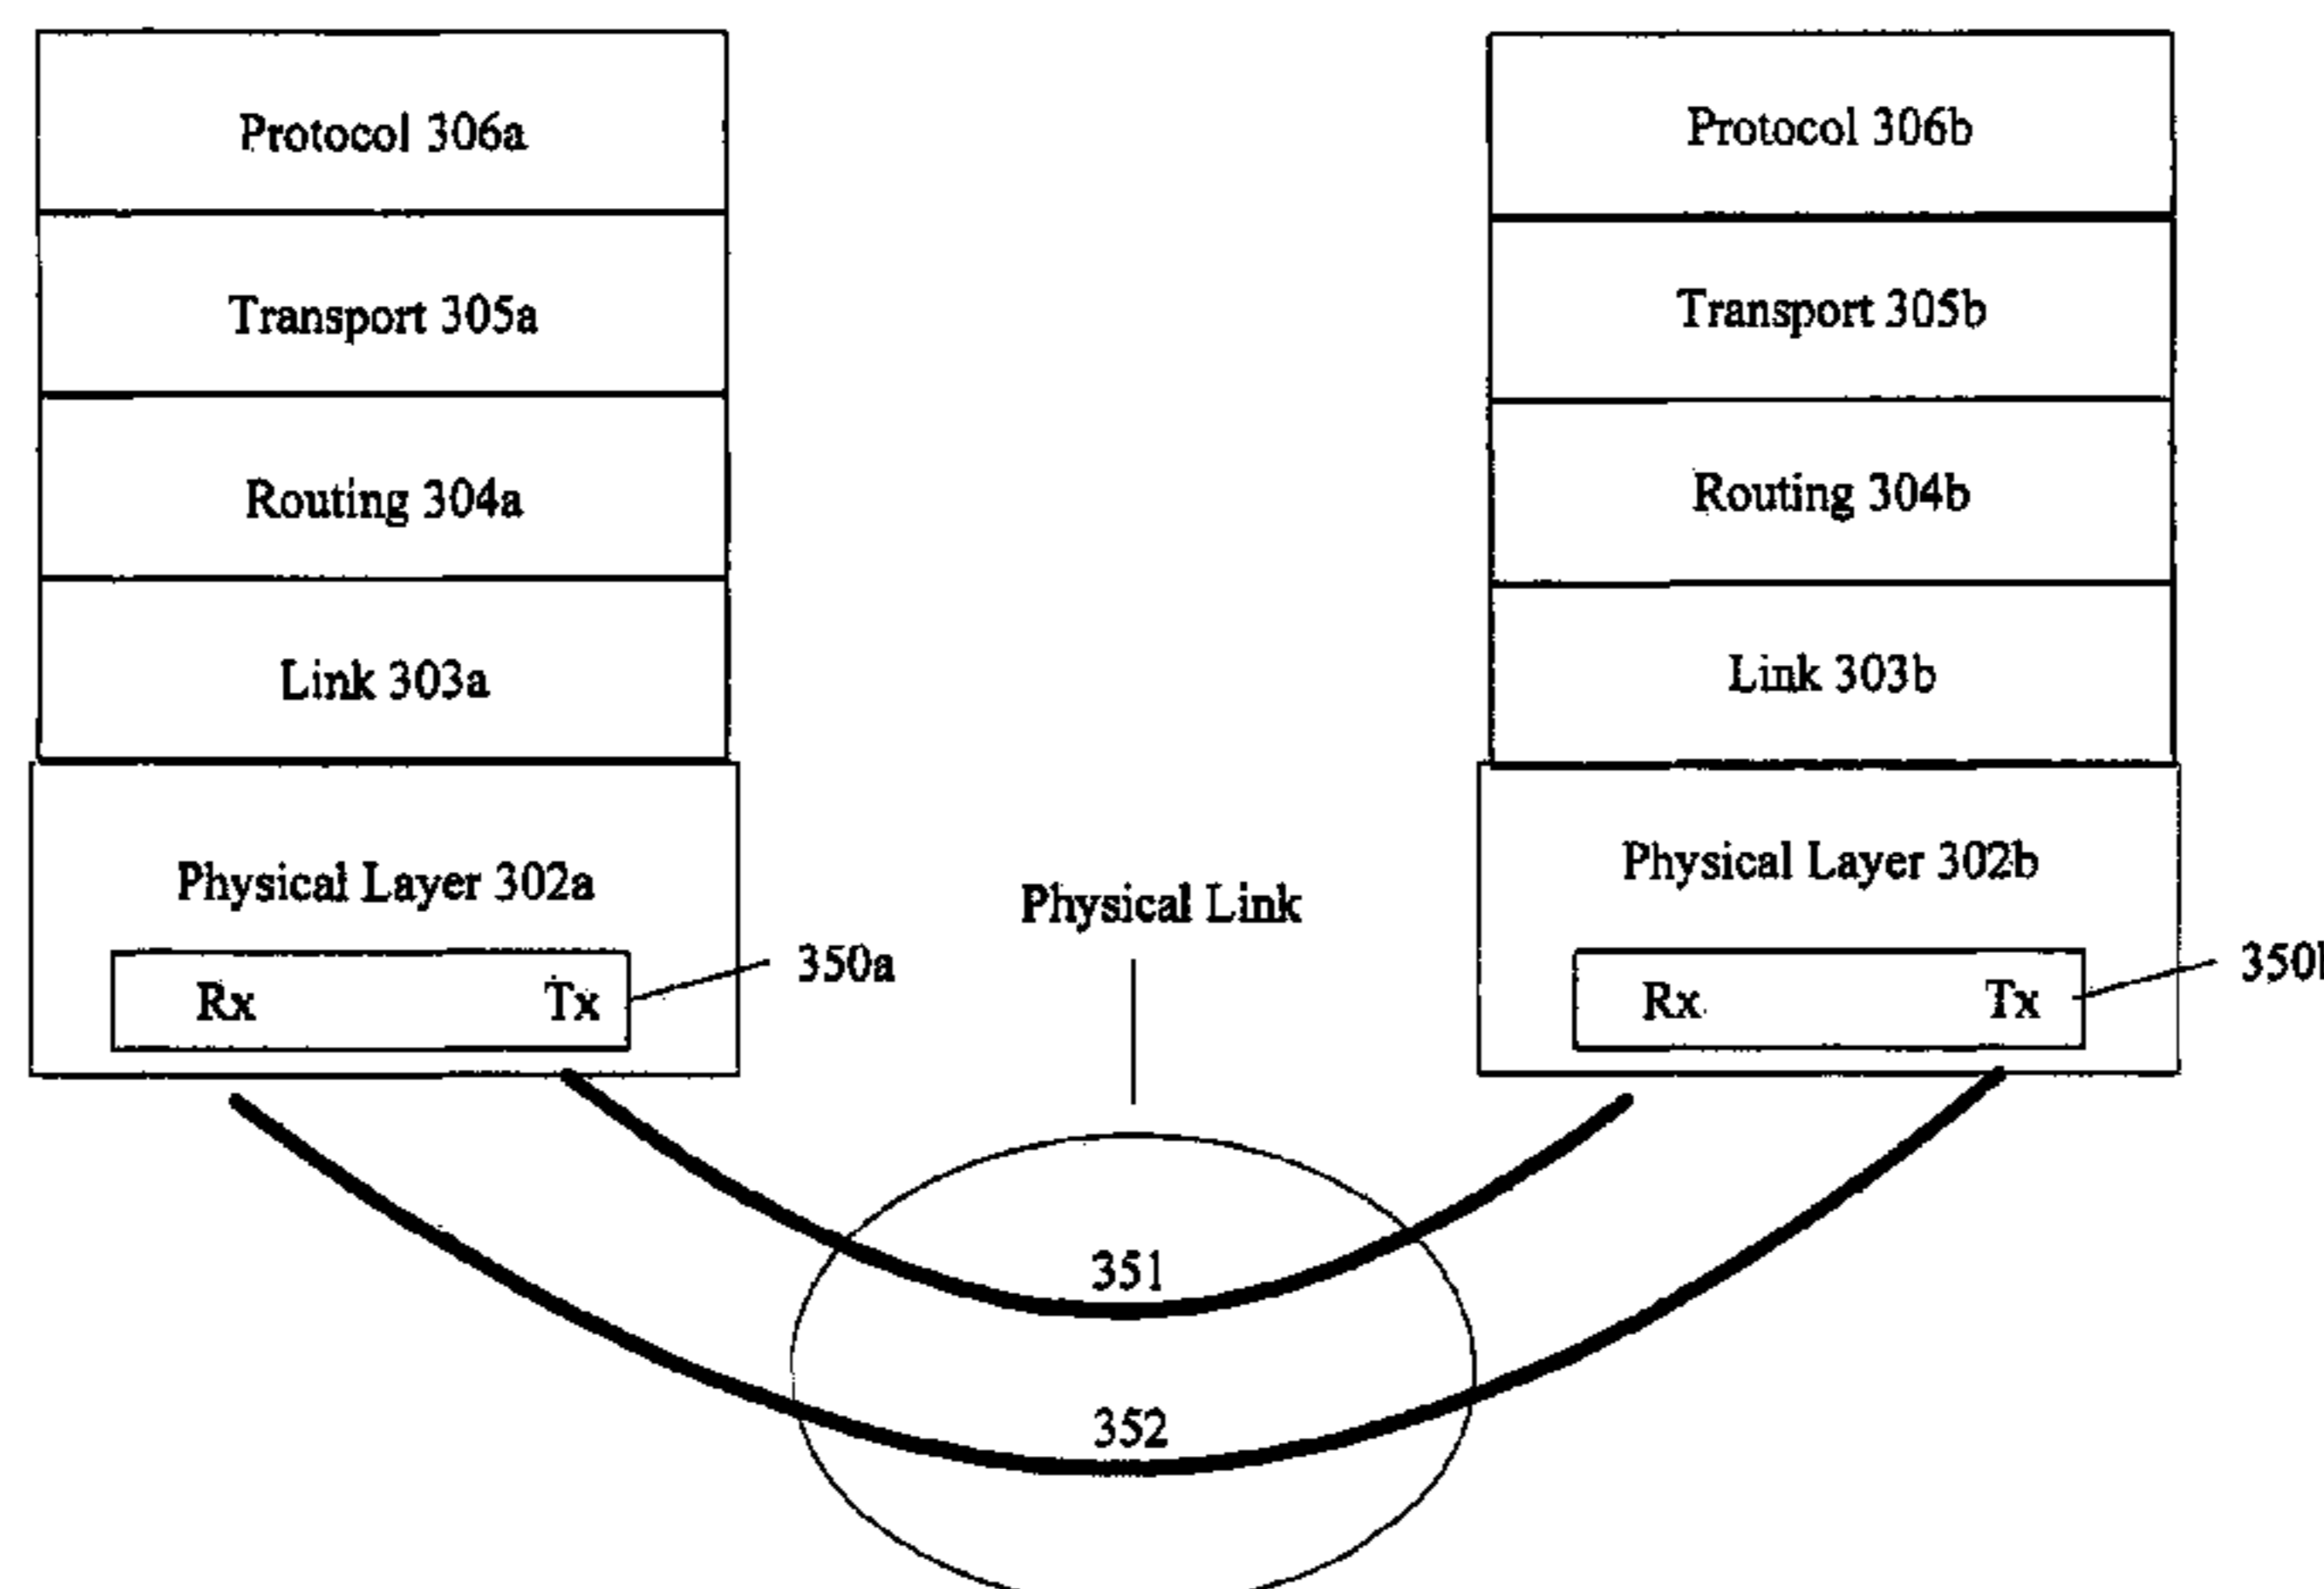 Protocol 306a
Transport 305a
Routing 304a
Link 303a
Physical Layer 302a
Rx Tx
350a
Physical Link
351
352
Protocol 306b
Transport 305b
Routing 304b
Link 303b
Physical Layer 302b
Rx Tx